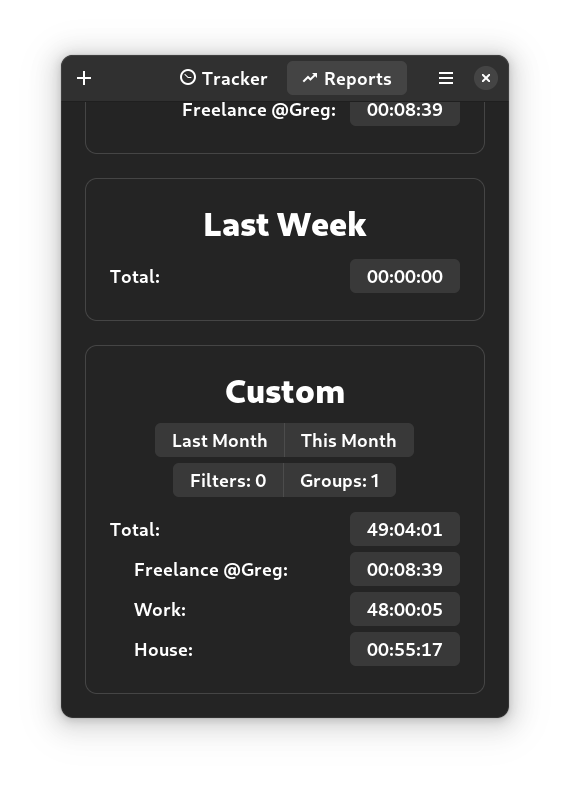 Tracker Reports
Freelance @Greg: 00:08:39
Last Week
Total: 00:00:00
Custom
Last Month This Month
Filters: 0 Groups: 1
Total: 49:04:01
Freelance @Greg: 00:08:39
Work: 48:00:05
House: 00:55:17